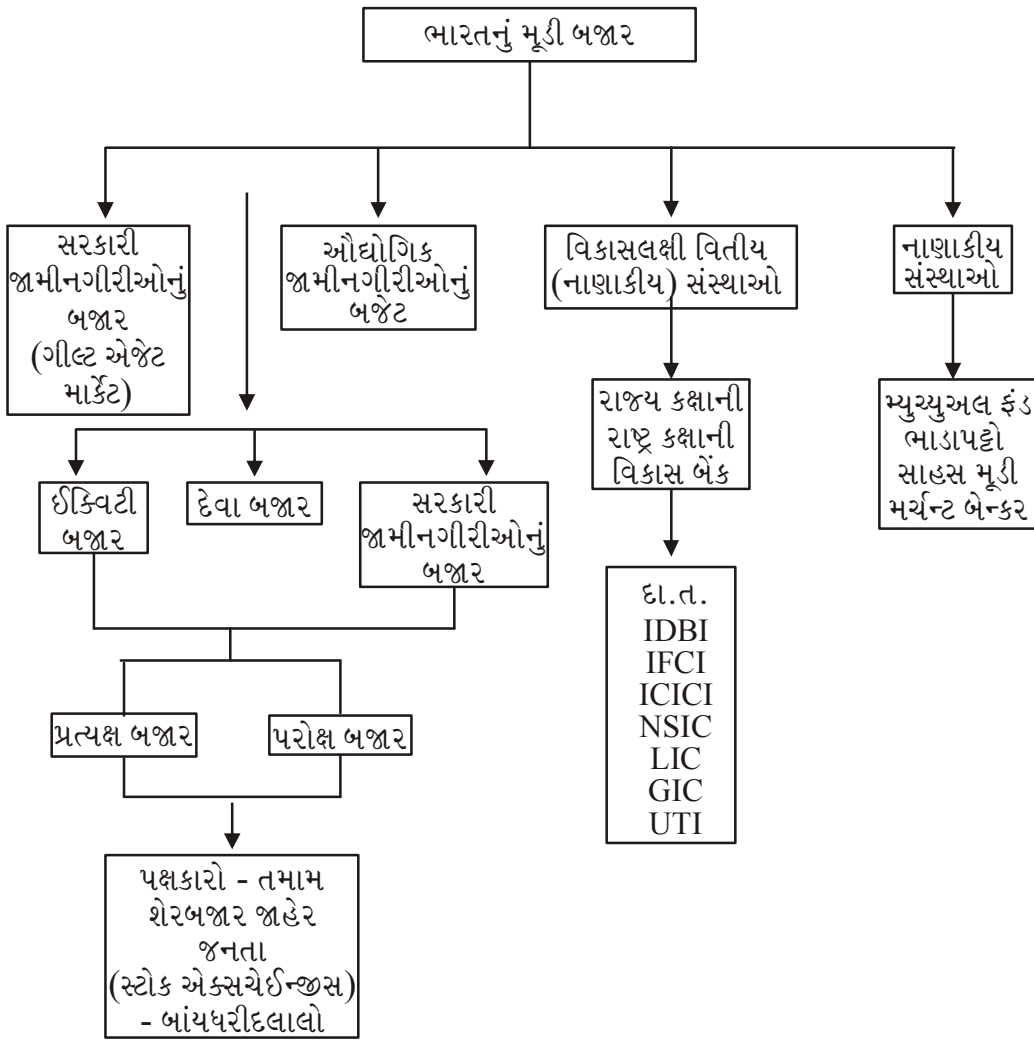 ભારતનું મૂડી બજાર
સરકારી
જામીનગીરીઓનું
બજાર
(ગીલ્ટ એજેટ
માર્કેટ)
ઔદ્યોગિક
જામીનગીરીઓનું
બજેટ
વિકાસલક્ષી વિતીય
(નાણાકીય) સંસ્થાઓ
નાણાકીય
સંસ્થાઓ
રાજય કક્ષાની
રાષ્ટ્ર કક્ષાની
વિકાસ બેંક
મ્યુચ્યુઅલ ફંડ
ભાડાપટ્ટો
સાહસ મૂડી
મર્ચન્ટ બેન્કર
ઈક્વિટી
બજાર
દેવા બજાર
સરકારી
જામીનગીરીઓનું
બજાર
દા.ત.
IDBI
IFCI
ICICI
NSIC
LIC
GIC
UTI
પ્રત્યક્ષ બજાર
પરોક્ષ બજાર
પક્ષકારો - તમામ
શેરબજાર જાહેર
જનતા
(સ્ટોક એક્સચેઈન્જીસ)
- બાંયધરીદલાલો